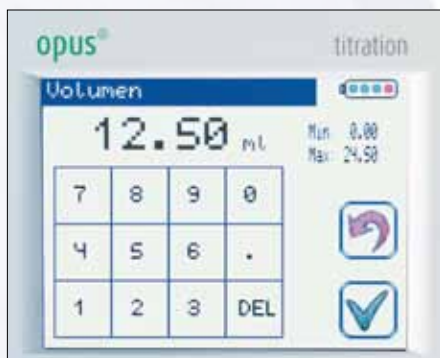 opus® titration
Volumen
12.50 ml
Min 0.00
Max 24.50
7 8 9 0
4 5 6 .
1 2 3 DEL